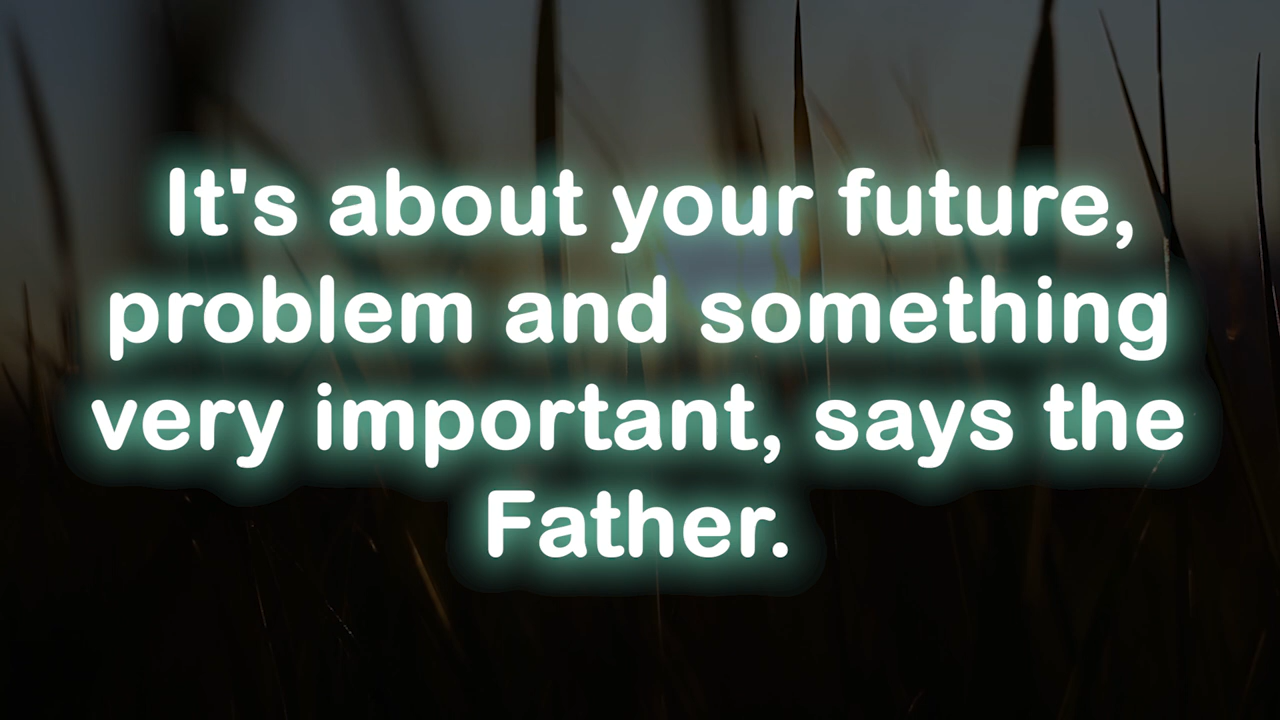 It's about your future,
problem and something
very important, says the
Father.